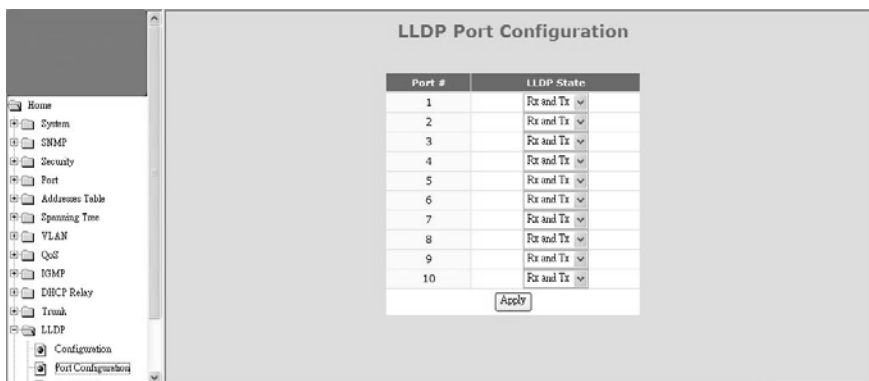 LLDP Port Configuration
Port # LLDP State
1 Rx and Tx
2 Rx and Tx
3 Rx and Tx
4 Rx and Tx
5 Rx and Tx
6 Rx and Tx
7 Rx and Tx
8 Rx and Tx
9 Rx and Tx
10 Rx and Tx
Apply
Home
System
SNMP
Security
Port
Addresses Table
Spanning Tree
VLAN
QoS
IGMP
DHCP Relay
Trunk
LLDP
Configuration
Port Configuration